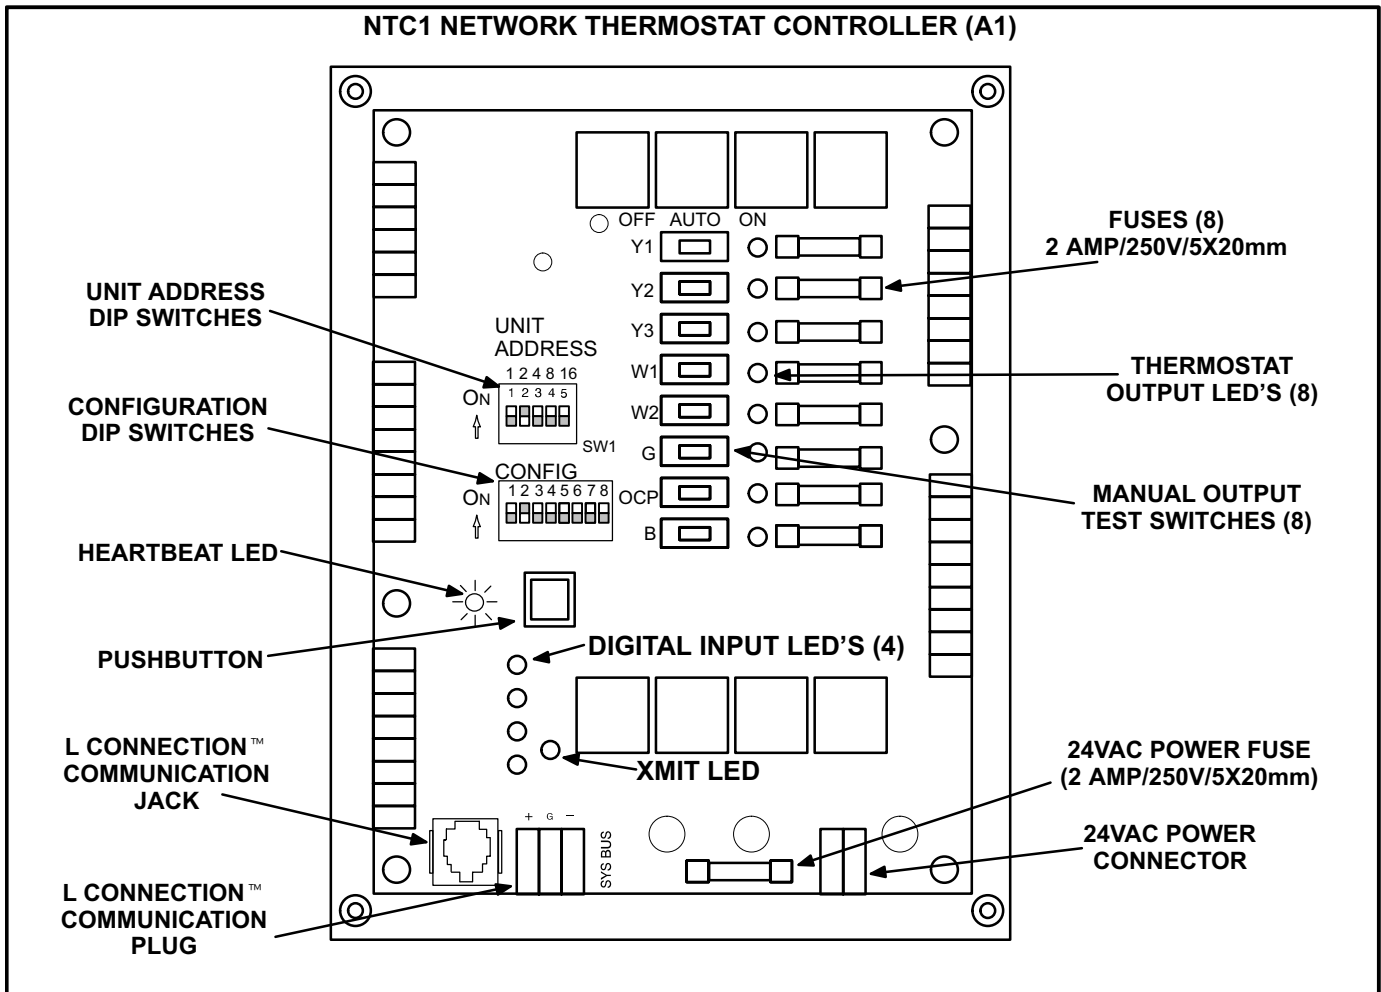 NTC1 NETWORK THERMOSTAT CONTROLLER (A1)
OFF AUTO ON
Y1
Y2
Y3
W1
W2
G
OCP
B
FUSES (8)
2 AMP/250V/5X20mm
THERMOSTAT
OUTPUT LED'S (8)
MANUAL OUTPUT
TEST SWITCHES (8)
UNIT ADDRESS
DIP SWITCHES
UNIT
ADDRESS
1 2 4 8 16
ON
1 2 3 4 5
SW1
CONFIGURATION
DIP SWITCHES
CONFIG
ON
1 2 3 4 5 6 7 8
HEARTBEAT LED
PUSHBUTTON
DIGITAL INPUT LED'S (4)
XMIT LED
L CONNECTION™
COMMUNICATION
JACK
+ G −
SYS BUS
L CONNECTION™
COMMUNICATION
PLUG
24VAC POWER FUSE
(2 AMP/250V/5X20mm)
24VAC POWER
CONNECTOR